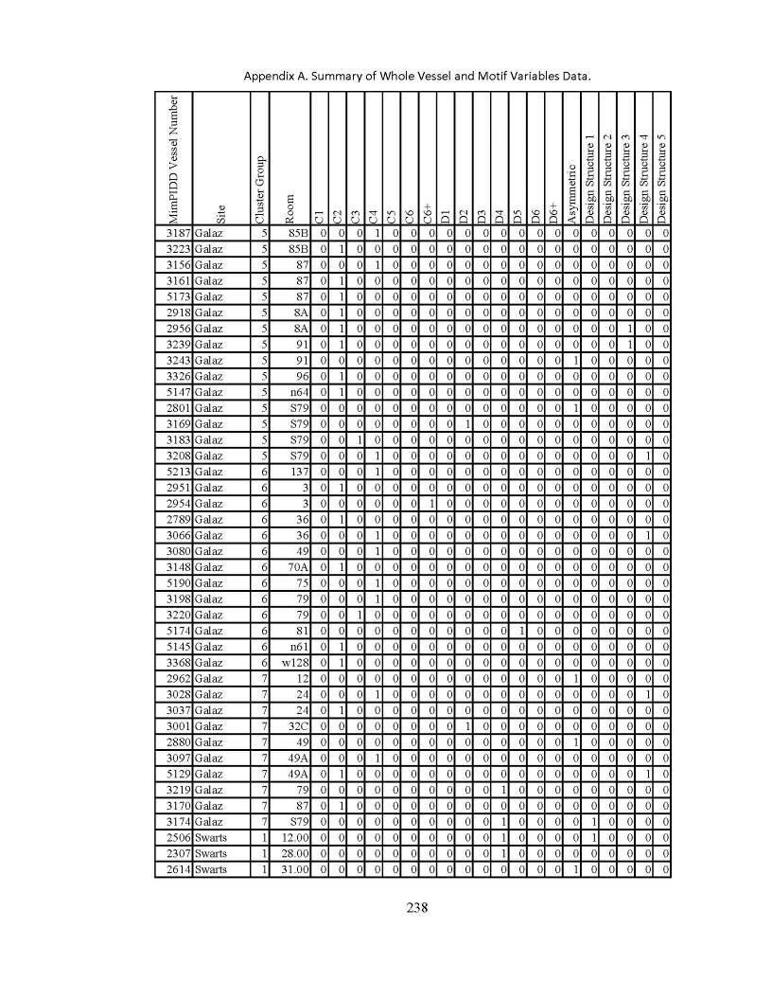 Appendix A. Summary of Whole Vessel and Motif Variables Data.
MimPIDD Vessel Number Site Cluster Group Room C1 C2 C3 C4 C5 C6 C6+ D1 D2 D3 D4 D5 D6 D6+ Asymmetric Design Structure 1 Design Structure 2 Design Structure 3 Design Structure 4 Design Structure 5
3187 Galaz 5 85B 0 0 0 1 0 0 0 0 0 0 0 0 0 0 0 0 0 0 0 0
3223 Galaz 5 85B 0 1 0 0 0 0 0 0 0 0 0 0 0 0 0 0 0 0 0 0
3156 Galaz 5 87 0 0 0 1 0 0 0 0 0 0 0 0 0 0 0 0 0 0 0 0
3161 Galaz 5 87 0 1 0 0 0 0 0 0 0 0 0 0 0 0 0 0 0 0 0 0
5173 Galaz 5 87 0 1 0 0 0 0 0 0 0 0 0 0 0 0 0 0 0 0 0 0
2918 Galaz 5 8A 0 1 0 0 0 0 0 0 0 0 0 0 0 0 0 0 0 0 0 0
2956 Galaz 5 8A 0 1 0 0 0 0 0 0 0 0 0 0 0 0 0 0 0 1 0 0
3239 Galaz 5 91 0 1 0 0 0 0 0 0 0 0 0 0 0 0 0 0 0 1 0 0
3243 Galaz 5 91 0 0 0 0 0 0 0 0 0 0 0 0 0 0 1 0 0 0 0 0
3326 Galaz 5 96 0 1 0 0 0 0 0 0 0 0 0 0 0 0 0 0 0 0 0 0
5147 Galaz 5 n64 0 1 0 0 0 0 0 0 0 0 0 0 0 0 0 0 0 0 0 0
2801 Galaz 5 S79 0 0 0 0 0 0 0 0 0 0 0 0 0 0 1 0 0 0 0 0
3169 Galaz 5 S79 0 0 0 0 0 0 0 0 1 0 0 0 0 0 0 0 0 0 0 0
3183 Galaz 5 S79 0 0 1 0 0 0 0 0 0 0 0 0 0 0 0 0 0 0 0 0
3208 Galaz 5 S79 0 0 0 1 0 0 0 0 0 0 0 0 0 0 0 0 0 0 1 0
5213 Galaz 6 137 0 0 0 1 0 0 0 0 0 0 0 0 0 0 0 0 0 0 0 0
2951 Galaz 6 3 0 1 0 0 0 0 0 0 0 0 0 0 0 0 0 0 0 0 0 0
2954 Galaz 6 3 0 0 0 0 0 0 1 0 0 0 0 0 0 0 0 0 0 0 0 0
2789 Galaz 6 36 0 1 0 0 0 0 0 0 0 0 0 0 0 0 0 0 0 0 0 0
3066 Galaz 6 36 0 0 0 1 0 0 0 0 0 0 0 0 0 0 0 0 0 0 1 0
3080 Galaz 6 49 0 0 0 1 0 0 0 0 0 0 0 0 0 0 0 0 0 0 0 0
3148 Galaz 6 70A 0 1 0 0 0 0 0 0 0 0 0 0 0 0 0 0 0 0 0 0
5190 Galaz 6 75 0 0 0 1 0 0 0 0 0 0 0 0 0 0 0 0 0 0 0 0
3198 Galaz 6 79 0 0 0 1 0 0 0 0 0 0 0 0 0 0 0 0 0 0 0 0
3220 Galaz 6 79 0 0 1 0 0 0 0 0 0 0 0 0 0 0 0 0 0 0 0 0
5174 Galaz 6 81 0 0 0 0 0 0 0 0 0 0 0 1 0 0 0 0 0 0 0 0
5145 Galaz 6 n61 0 1 0 0 0 0 0 0 0 0 0 0 0 0 0 0 0 0 0 0
3368 Galaz 6 w128 0 1 0 0 0 0 0 0 0 0 0 0 0 0 0 0 0 0 0 0
2962 Galaz 7 12 0 0 0 0 0 0 0 0 0 0 0 0 0 0 1 0 0 0 0 0
3028 Galaz 7 24 0 0 0 1 0 0 0 0 0 0 0 0 0 0 0 0 0 0 1 0
3037 Galaz 7 24 0 1 0 0 0 0 0 0 0 0 0 0 0 0 0 0 0 0 0 0
3001 Galaz 7 32C 0 0 0 0 0 0 0 0 1 0 0 0 0 0 0 0 0 0 0 0
2880 Galaz 7 49 0 0 0 0 0 0 0 0 0 0 0 0 0 0 1 0 0 0 0 0
3097 Galaz 7 49A 0 0 0 1 0 0 0 0 0 0 0 0 0 0 0 0 0 0 0 0
5129 Galaz 7 49A 0 1 0 0 0 0 0 0 0 0 0 0 0 0 0 0 0 0 1 0
3219 Galaz 7 79 0 0 0 0 0 0 0 0 0 0 1 0 0 0 0 0 0 0 0 0
3170 Galaz 7 87 0 1 0 0 0 0 0 0 0 0 0 0 0 0 0 0 0 0 0 0
3174 Galaz 7 S79 0 0 0 0 0 0 0 0 0 0 1 0 0 0 0 1 0 0 0 0
2506 Swarts 1 12.00 0 0 0 0 0 0 0 0 0 0 1 0 0 0 0 1 0 0 0 0
2307 Swarts 1 28.00 0 0 0 0 0 0 0 0 0 0 1 0 0 0 0 0 0 0 0 0
2614 Swarts 1 31.00 0 0 0 0 0 0 0 0 0 0 0 0 0 0 1 0 0 0 0 0
238